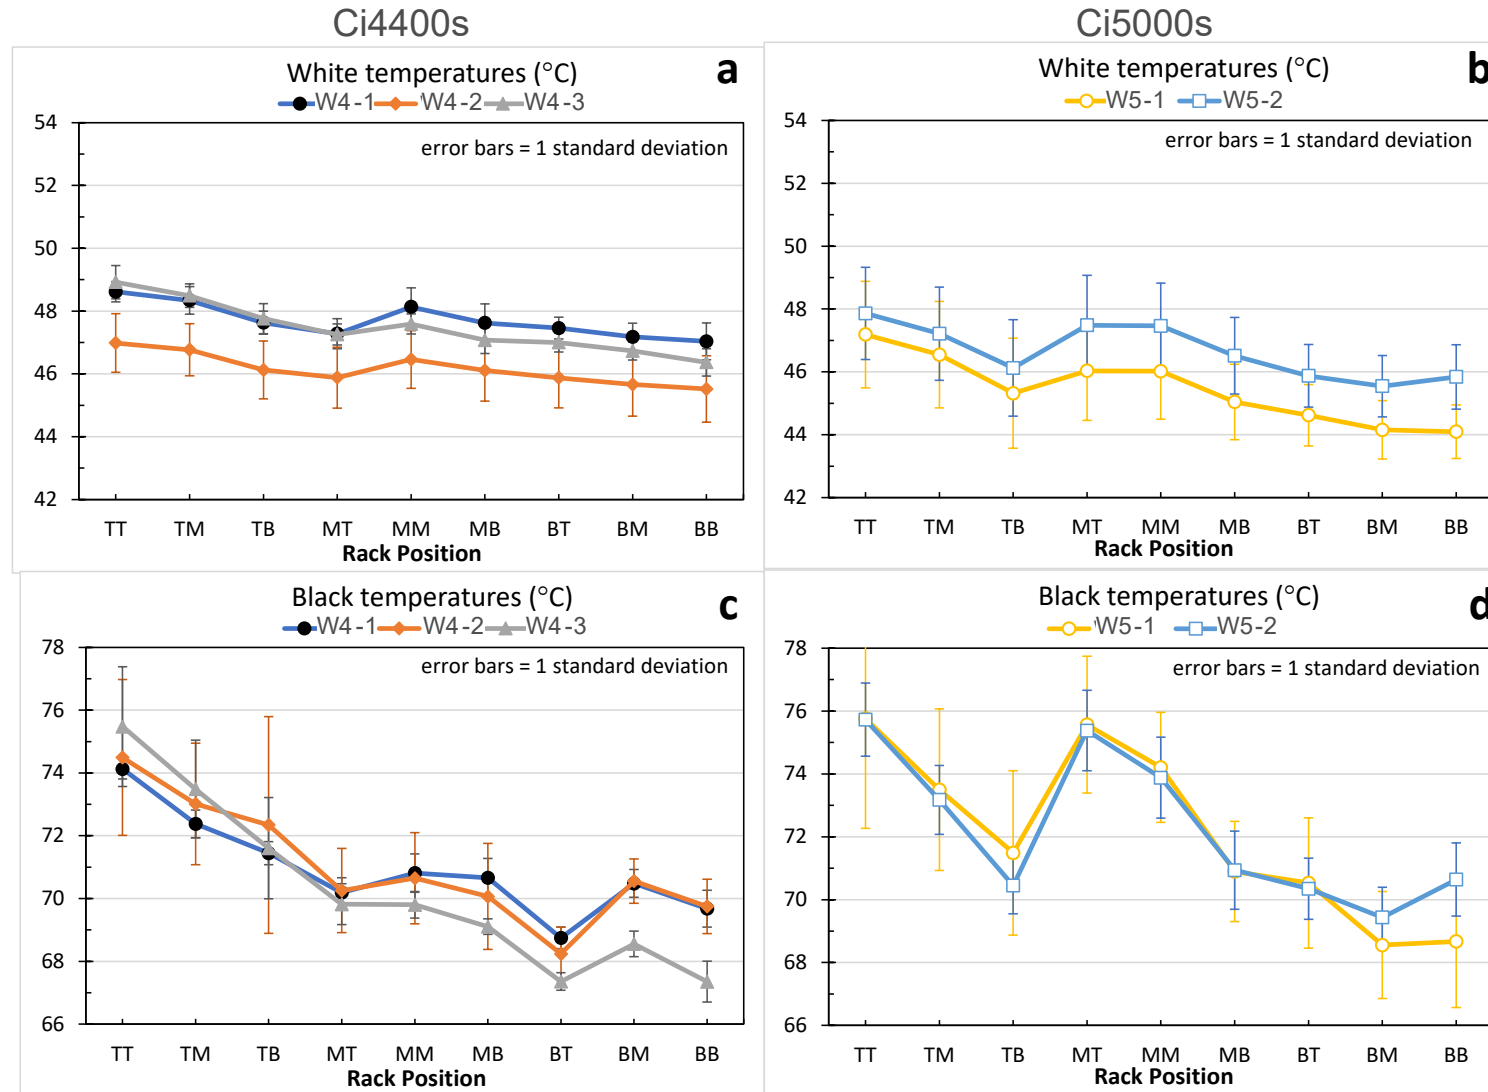 Ci4400s
Ci5000s
White temperatures (°C)
a
W4-1 W4-2 W4-3
54
error bars = 1 standard deviation
52
50
48
46
44
42
TT TM TB MT MM MB BT BM BB
Rack Position
White temperatures (°C)
b
W5-1 W5-2
54
error bars = 1 standard deviation
52
50
48
46
44
42
TT TM TB MT MM MB BT BM BB
Rack Position
Black temperatures (°C)
c
W4-1 W4-2 W4-3
78
error bars = 1 standard deviation
76
74
72
70
68
66
TT TM TB MT MM MB BT BM BB
Rack Position
Black temperatures (°C)
d
W5-1 W5-2
78
error bars = 1 standard deviation
76
74
72
70
68
66
TT TM TB MT MM MB BT BM BB
Rack Position